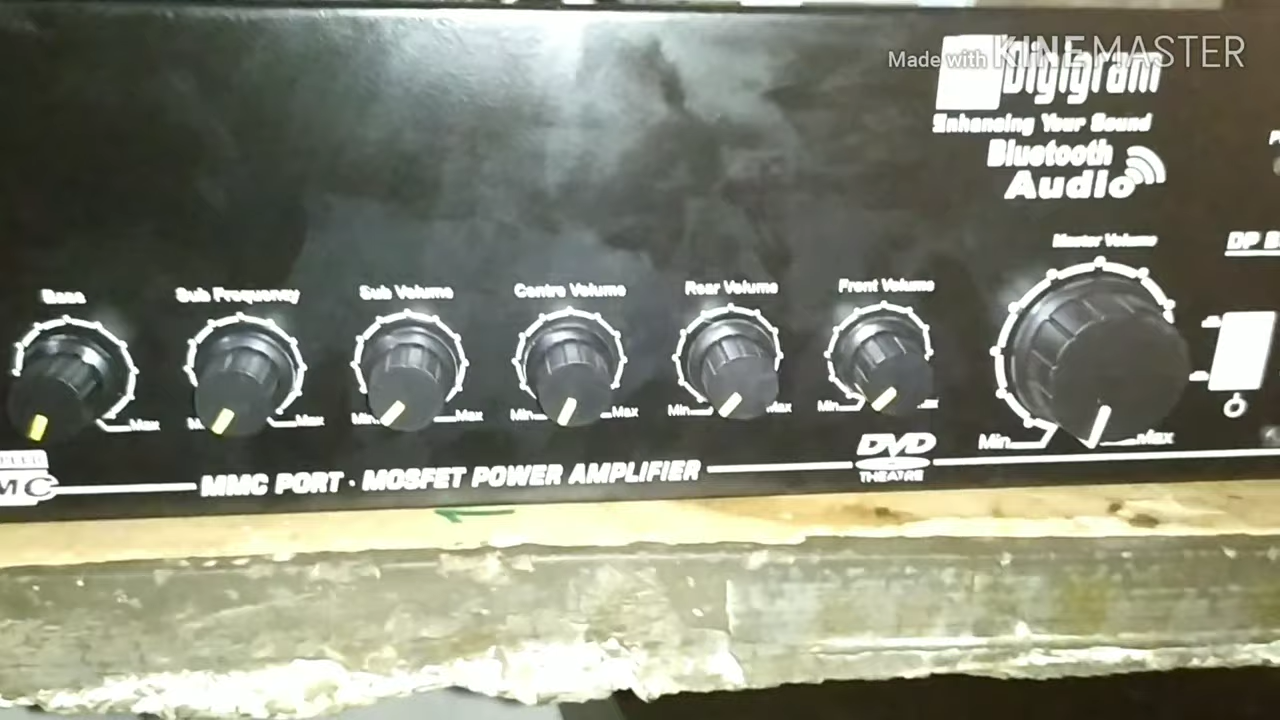 Made with KINEMASTER
Digigram
Enhancing Your Sound
Bluetooth
Audio
Master Volume
Bass
Sub Frequency
Sub Volume
Centre Volume
Rear Volume
Front Volume
DP
Max
Max
Min Max
Min Max
Min Max
Min
Min Max
DVD
THEATRE
MMC PORT · MOSFET POWER AMPLIFIER